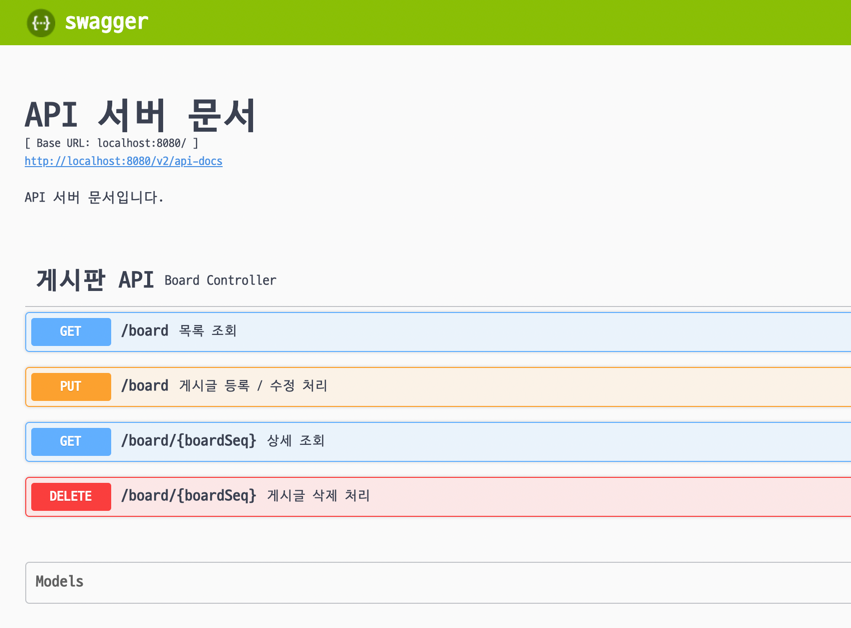 {···} swagger
API 서버 문서
[ Base URL: localhost:8080/ ]
http://localhost:8080/v2/api-docs
API 서버 문서입니다.
게시판 API Board Controller
GET /board 목록 조회
PUT /board 게시글 등록 / 수정 처리
GET /board/{boardSeq} 상세 조회
DELETE /board/{boardSeq} 게시글 삭제 처리
Models